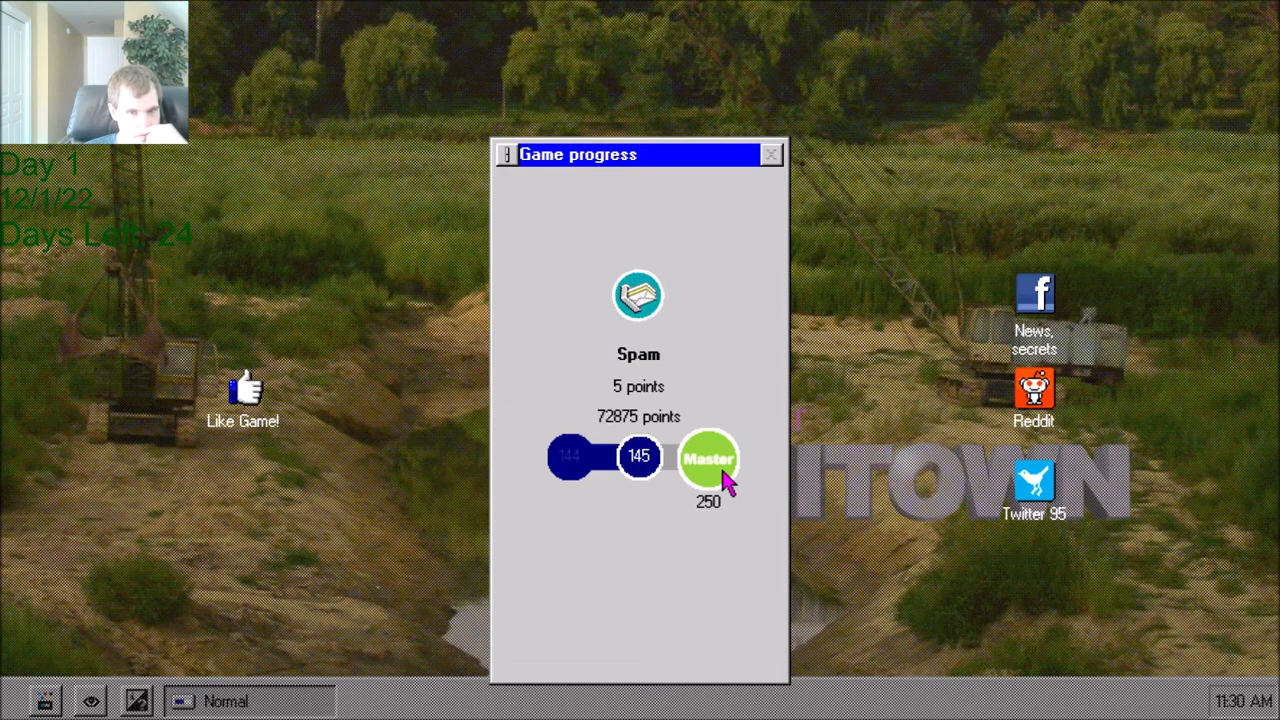 Day
12/1/22
Days Left: 24
Game progress
Spam
5 points
72875 points
144
145
Master
250
Like Game!
News,
secrets
Reddit
Twitter 95
Normal
11:30 AM